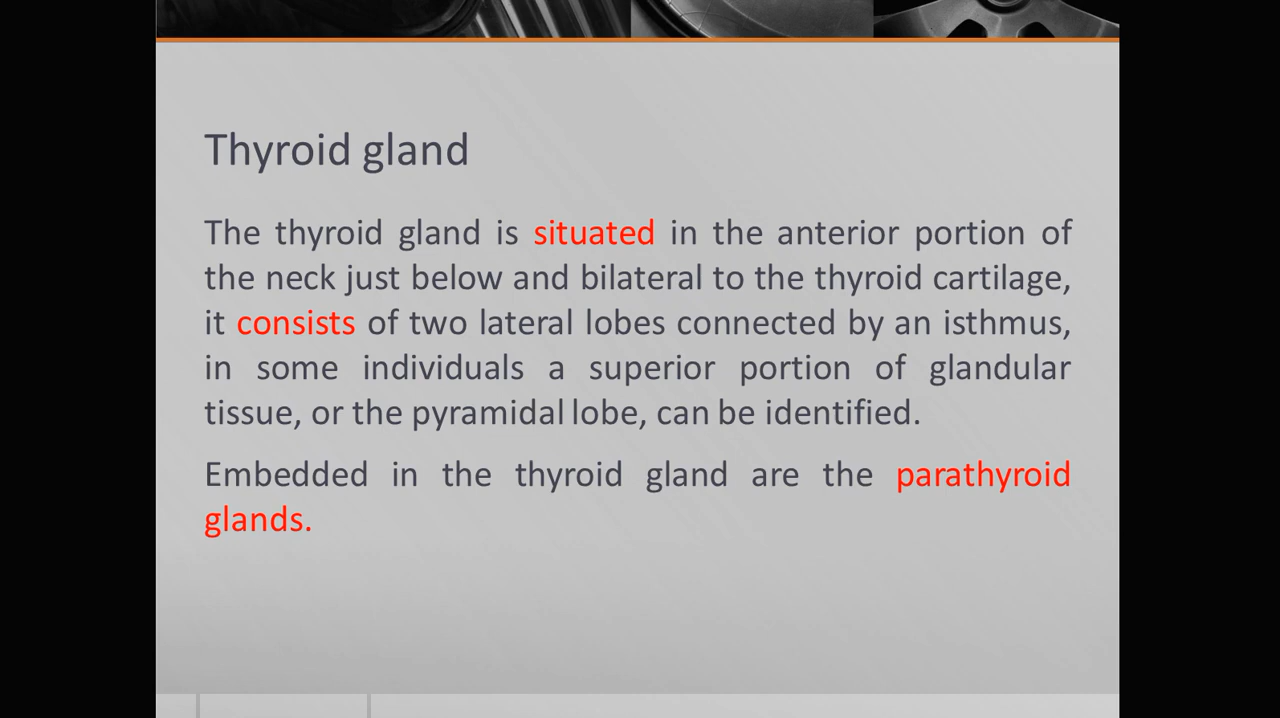 Thyroid gland
The thyroid gland is situated in the anterior portion of
the neck just below and bilateral to the thyroid cartilage,
it consists of two lateral lobes connected by an isthmus,
in some individuals a superior portion of glandular
tissue, or the pyramidal lobe, can be identified.
Embedded in the thyroid gland are the parathyroid
glands.